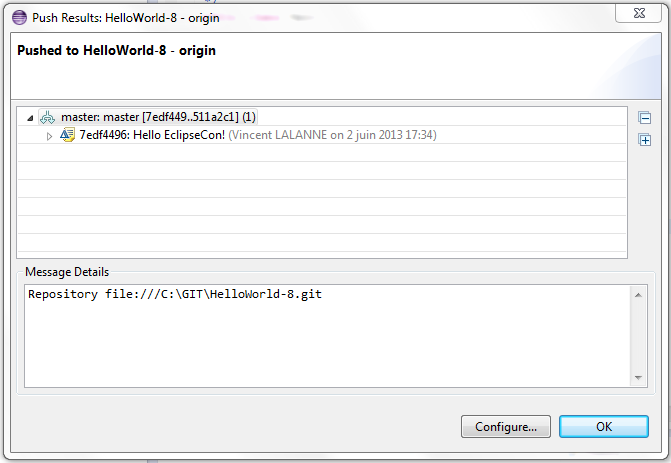 Push Results: HelloWorld-8 - origin
Pushed to HelloWorld-8 - origin
master: master [7edf449..511a2c1] (1)
7edf4496: Hello EclipseCon! (Vincent LALANNE on 2 juin 2013 17:34)
Message Details
Repository file:///C:\GIT\HelloWorld-8.git
Configure...
OK